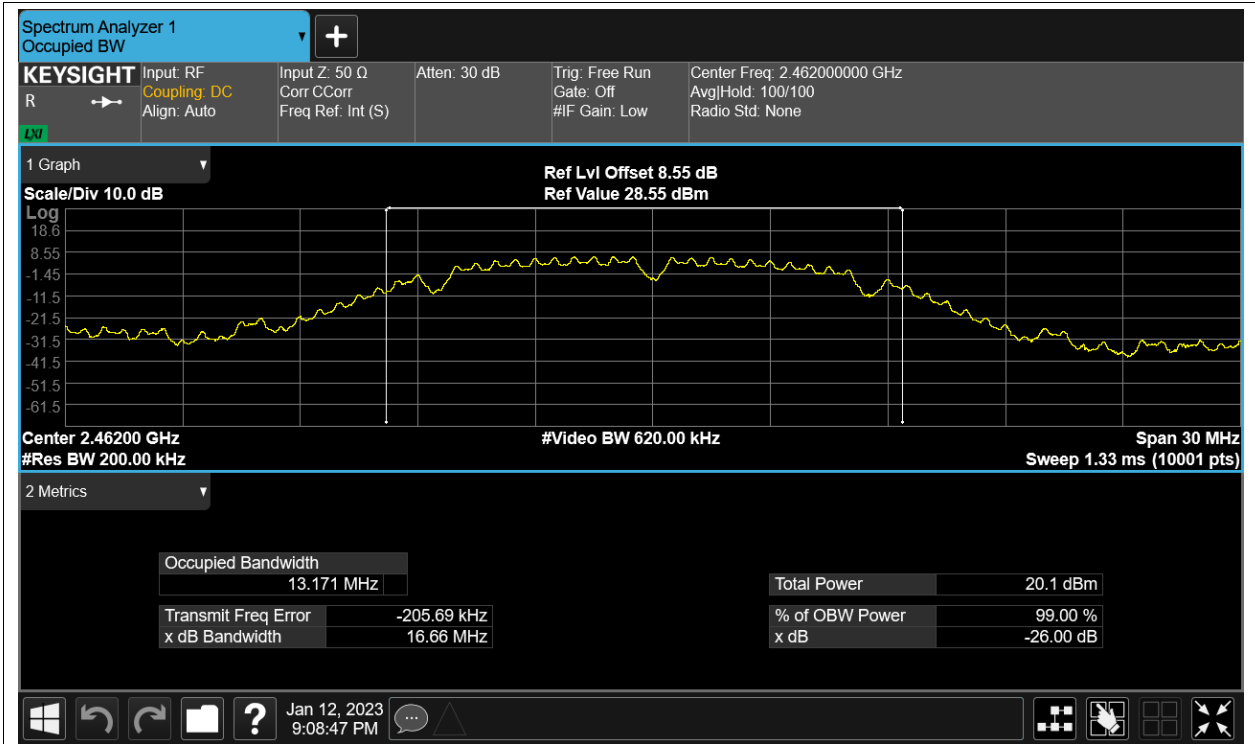 Spectrum Analyzer 1
Occupied BW
▼
+
KEYSIGHT
R
LXI
Input: RF
Coupling: DC
Align: Auto
Input Z: 50 Ω
Corr CCorr
Freq Ref: Int (S)
Atten: 30 dB
Trig: Free Run
Gate: Off
#IF Gain: Low
Center Freq: 2.462000000 GHz
Avg|Hold: 100/100
Radio Std: None
1 Graph ▼
Ref Lvl Offset 8.55 dB
Scale/Div 10.0 dB
Ref Value 28.55 dBm
Log
18.6
8.55
-1.45
-11.5
-21.5
-31.5
-41.5
-51.5
-61.5
Center 2.46200 GHz
#Video BW 620.00 kHz
Span 30 MHz
#Res BW 200.00 kHz
Sweep 1.33 ms (10001 pts)
2 Metrics ▼
Occupied Bandwidth
13.171 MHz
Total Power 20.1 dBm
Transmit Freq Error -205.69 kHz
% of OBW Power 99.00 %
x dB Bandwidth 16.66 MHz
x dB -26.00 dB
?
Jan 12, 2023
9:08:47 PM